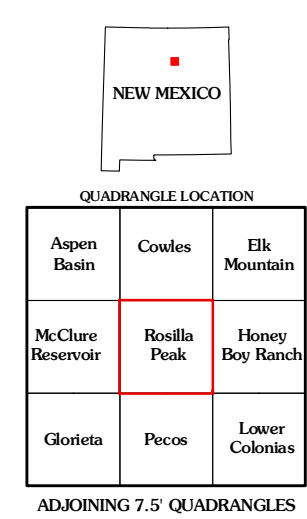 NEW MEXICO
QUADRANGLE LOCATION
Aspen
Basin
Cowles
Elk
Mountain
McClure
Reservoir
Rosilla
Peak
Honey
Boy Ranch
Glorieta
Pecos
Lower
Colonias
ADJOINING 7.5' QUADRANGLES